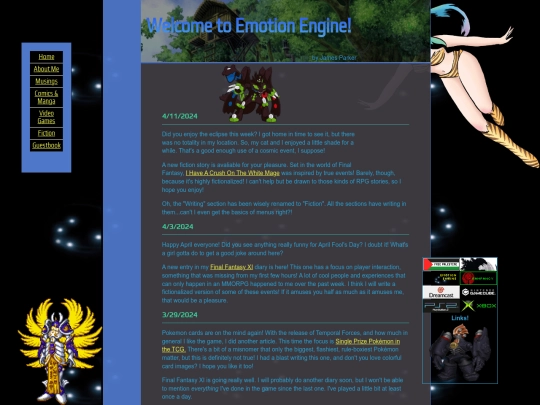 Welcome to Emotion Engine!
by James Parker
Home
About Me
Musings
Comics &
Manga
Video
Games
Fiction
Guestbook
4/11/2024
Did you enjoy the eclipse this week? I got home in time to see it, but there
was no totality in my location. So, my cat and I enjoyed a little shade for a
while. That's a good enough use of a cosmic event, I suppose!
A new fiction story is available for your pleasure. Set in the world of Final
Fantasy, I Have A Crush On The White Mage was inspired by true events! Barely, though,
because it's highly fictionalized! I can't help but be drawn to those kinds of RPG stories, so I
hope you enjoy!
Oh, the "Writing" section has been wisely renamed to "Fiction". All the sections have writing in
them...can't I even get the basics of menus right?!
4/3/2024
Happy April everyone! Did you see anything really funny for April Fool's Day? I doubt it! What's
a girl gotta do to get a good joke around here!
A new entry in my Final Fantasy XI diary is here! This one has a focus on player interaction,
something that was missing from my first few hours! A lot of cool people and experiences that
can only happen in an MMORPG happened to me over the past week. I think I will write a
fictionalized version of some of these events! If it amuses you half as much as it amuses me,
that would be a pleasure.
3/29/2024
Pokemon cards are on the mind again! With the release of Temporal Forces, and how much in
general I like the game, I did another article. This time the focus is Single Prize Pokemon in
the TCG. There's a bit of a misnomer that only the biggest, flashiest, rule-boxiest Pokemon
matter, but this is definitely not true! I had a blast writing this one, and don't you love colorful
card images? I hope you like it too!
Final Fantasy XI is going really well. I will probably do another diary soon, but I won't be able
to mention everything I've done in the game since the last one. I've played a little bit at least
once a day.
FREE PALESTINE
Dreamcast
GAMECUBE
PS2
XBOX
Links!